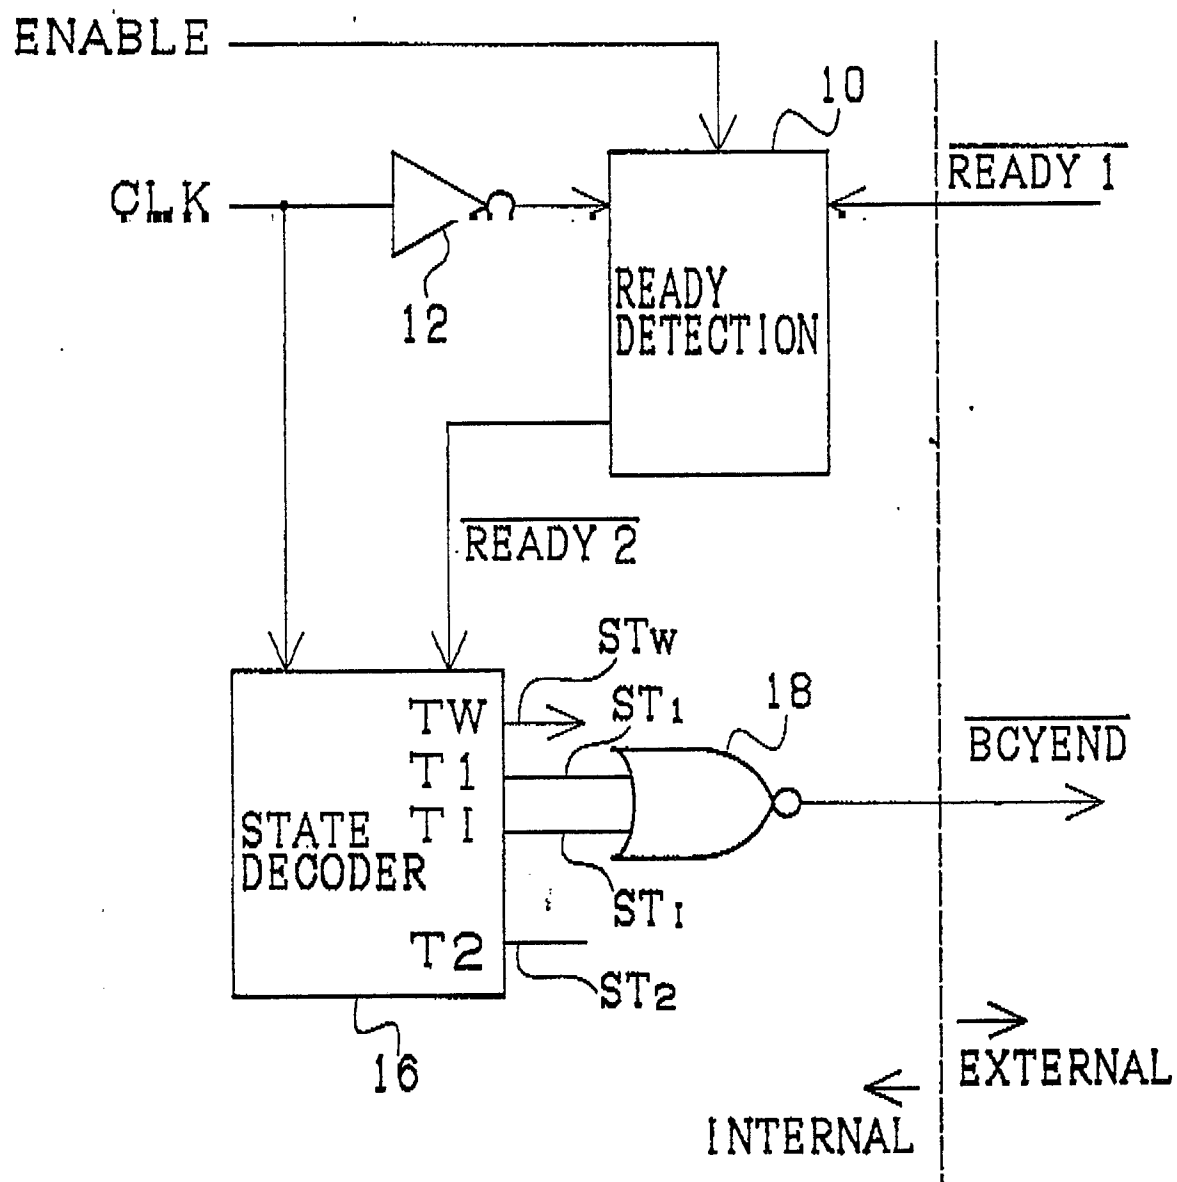 ENABLE
10
READY 1
CLK
READY
DETECTION
12
READY 2
STW
ST1
18
TW
T1
TI
BCYEND
STATE
DECODER
STI
T2
ST2
16
EXTERNAL
INTERNAL